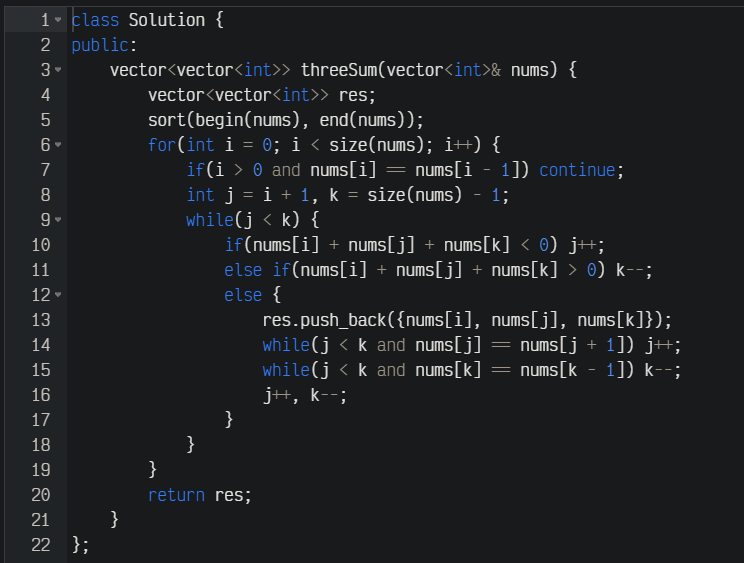 1 class Solution {
2 public:
3     vector<vector<int>> threeSum(vector<int>& nums) {
4         vector<vector<int>> res;
5         sort(begin(nums), end(nums));
6         for(int i = 0; i < size(nums); i++) {
7             if(i > 0 and nums[i] == nums[i - 1]) continue;
8             int j = i + 1, k = size(nums) - 1;
9             while(j < k) {
10                 if(nums[i] + nums[j] + nums[k] < 0) j++;
11                 else if(nums[i] + nums[j] + nums[k] > 0) k--;
12                 else {
13                     res.push_back({nums[i], nums[j], nums[k]});
14                     while(j < k and nums[j] == nums[j + 1]) j++;
15                     while(j < k and nums[k] == nums[k - 1]) k--;
16                     j++, k--;
17                 }
18             }
19         }
20         return res;
21     }
22 };